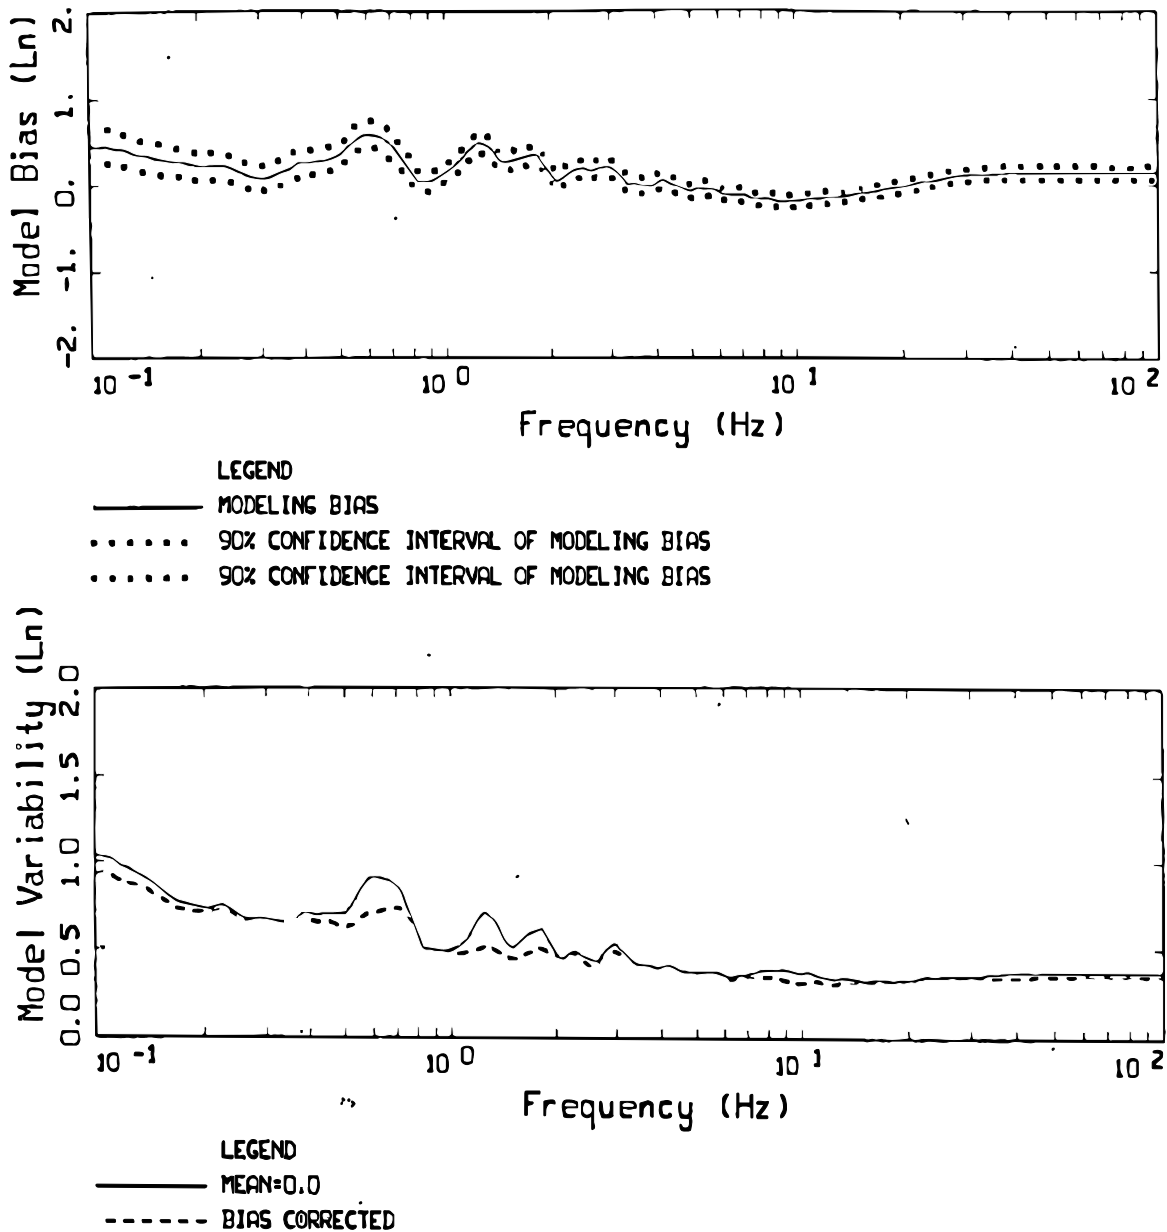 Model Bias (Ln)
2.
1.
0.0
-1.
-2.
10 -1
10 0
10 1
10 2
Frequency (Hz)
LEGEND
MODELING BIAS
90% CONFIDENCE INTERVAL OF MODELING BIAS
90% CONFIDENCE INTERVAL OF MODELING BIAS
Model Variability (Ln)
2.0
1.5
1.0
0.5
0.0
10 -1
10 0
10 1
10 2
Frequency (Hz)
LEGEND
MEAN=0.0
BIAS CORRECTED